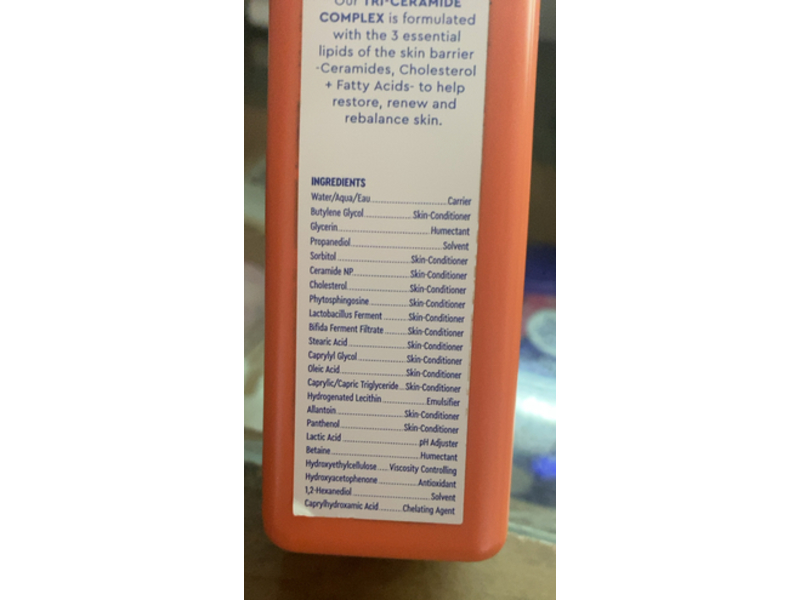 Our TRI-CERAMIDE
COMPLEX is formulated
with the 3 essential
lipids of the skin barrier
-Ceramides, Cholesterol
+ Fatty Acids- to help
restore, renew and
rebalance skin.
INGREDIENTS
Water/Aqua/Eau........................Carrier
Butylene Glycol................Skin-Conditioner
Glycerin..............................Humectant
Propanediol..............................Solvent
Sorbitol........................Skin-Conditioner
Ceramide NP..................Skin-Conditioner
Cholesterol....................Skin-Conditioner
Phytosphingosine............Skin-Conditioner
Lactobacillus Ferment........Skin-Conditioner
Bifida Ferment Filtrate.......Skin-Conditioner
Stearic Acid....................Skin-Conditioner
Caprylyl Glycol................Skin-Conditioner
Oleic Acid......................Skin-Conditioner
Caprylic/Capric Triglyceride..Skin-Conditioner
Hydrogenated Lecithin..............Emulsifier
Allantoin........................Skin-Conditioner
Panthenol......................Skin-Conditioner
Lactic Acid..........................pH Adjuster
Betaine................................Humectant
Hydroxyethylcellulose....Viscosity Controlling
Hydroxyacetophenone..............Antioxidant
1,2-Hexanediol..........................Solvent
Caprylhydroxamic Acid........Chelating Agent